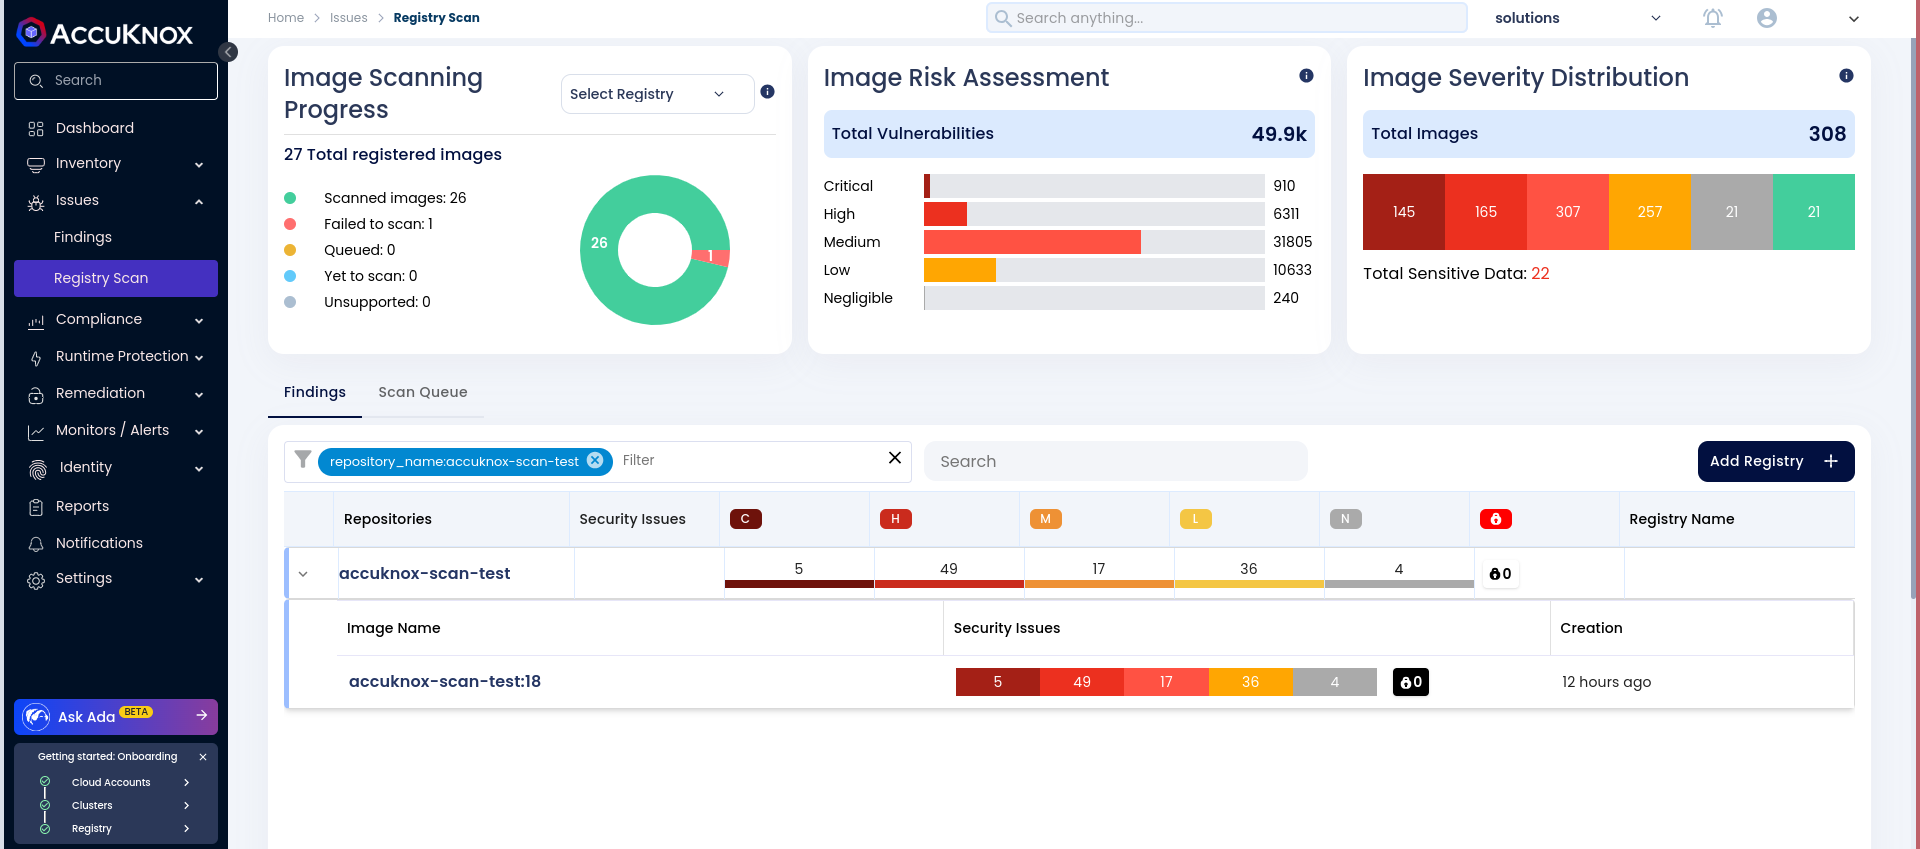 ACCUKNOX
Search
Dashboard
Inventory
Issues
Findings
Registry Scan
Compliance
Runtime Protection
Remediation
Monitors / Alerts
Identity
Reports
Notifications
Settings
Ask Ada BETA
Getting started: Onboarding
Cloud Accounts
Clusters
Registry
Home > Issues > Registry Scan
Search anything...
solutions
Image Scanning
Progress
Select Registry
27 Total registered images
Scanned images: 26
Failed to scan: 1
Queued: 0
Yet to scan: 0
Unsupported: 0
26
1
Image Risk Assessment
Total Vulnerabilities 49.9k
Critical 910
High 6311
Medium 31805
Low 10633
Negligible 240
Image Severity Distribution
Total Images 308
145 165 307 257 21 21
Total Sensitive Data: 22
Findings Scan Queue
repository_name:accuknox-scan-test Filter
Search
Add Registry +
Repositories Security Issues C H M L N Registry Name
accuknox-scan-test 5 49 17 36 4 0
Image Name Security Issues Creation
accuknox-scan-test:18 5 49 17 36 4 0 12 hours ago